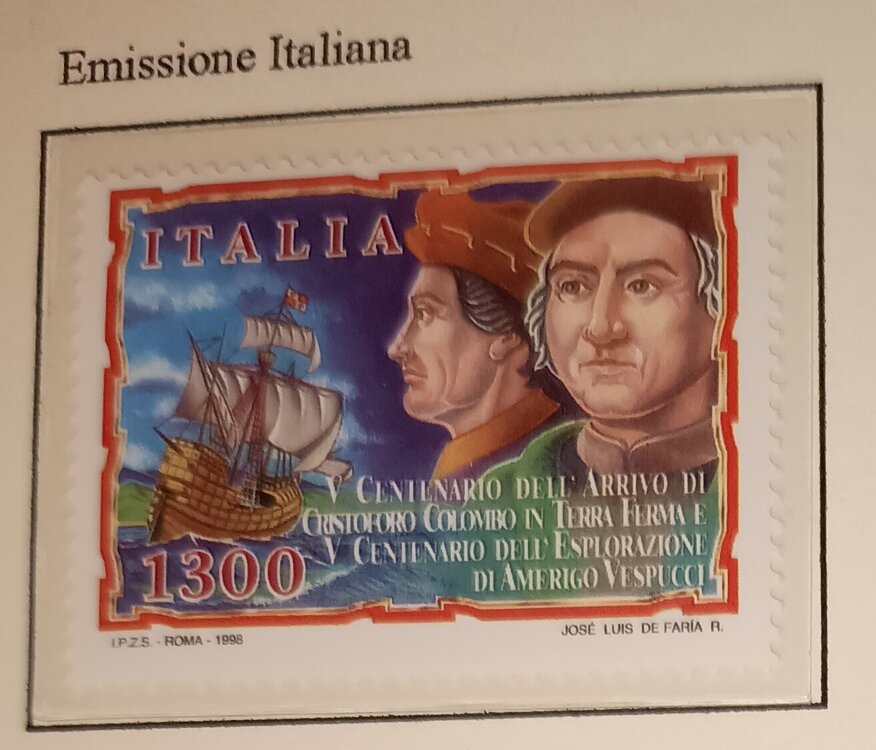 Emissione Italiana
ITALIA
V CENTENARIO DELL'ARRIVO DI
CRISTOFORO COLOMBO IN TERRA FERMA E
V CENTENARIO DELL'ESPLORAZIONE
DI AMERIGO VESPUCCI
1300
I.P.Z.S. - ROMA - 1998
JOSÉ LUIS DE FARÍA R.